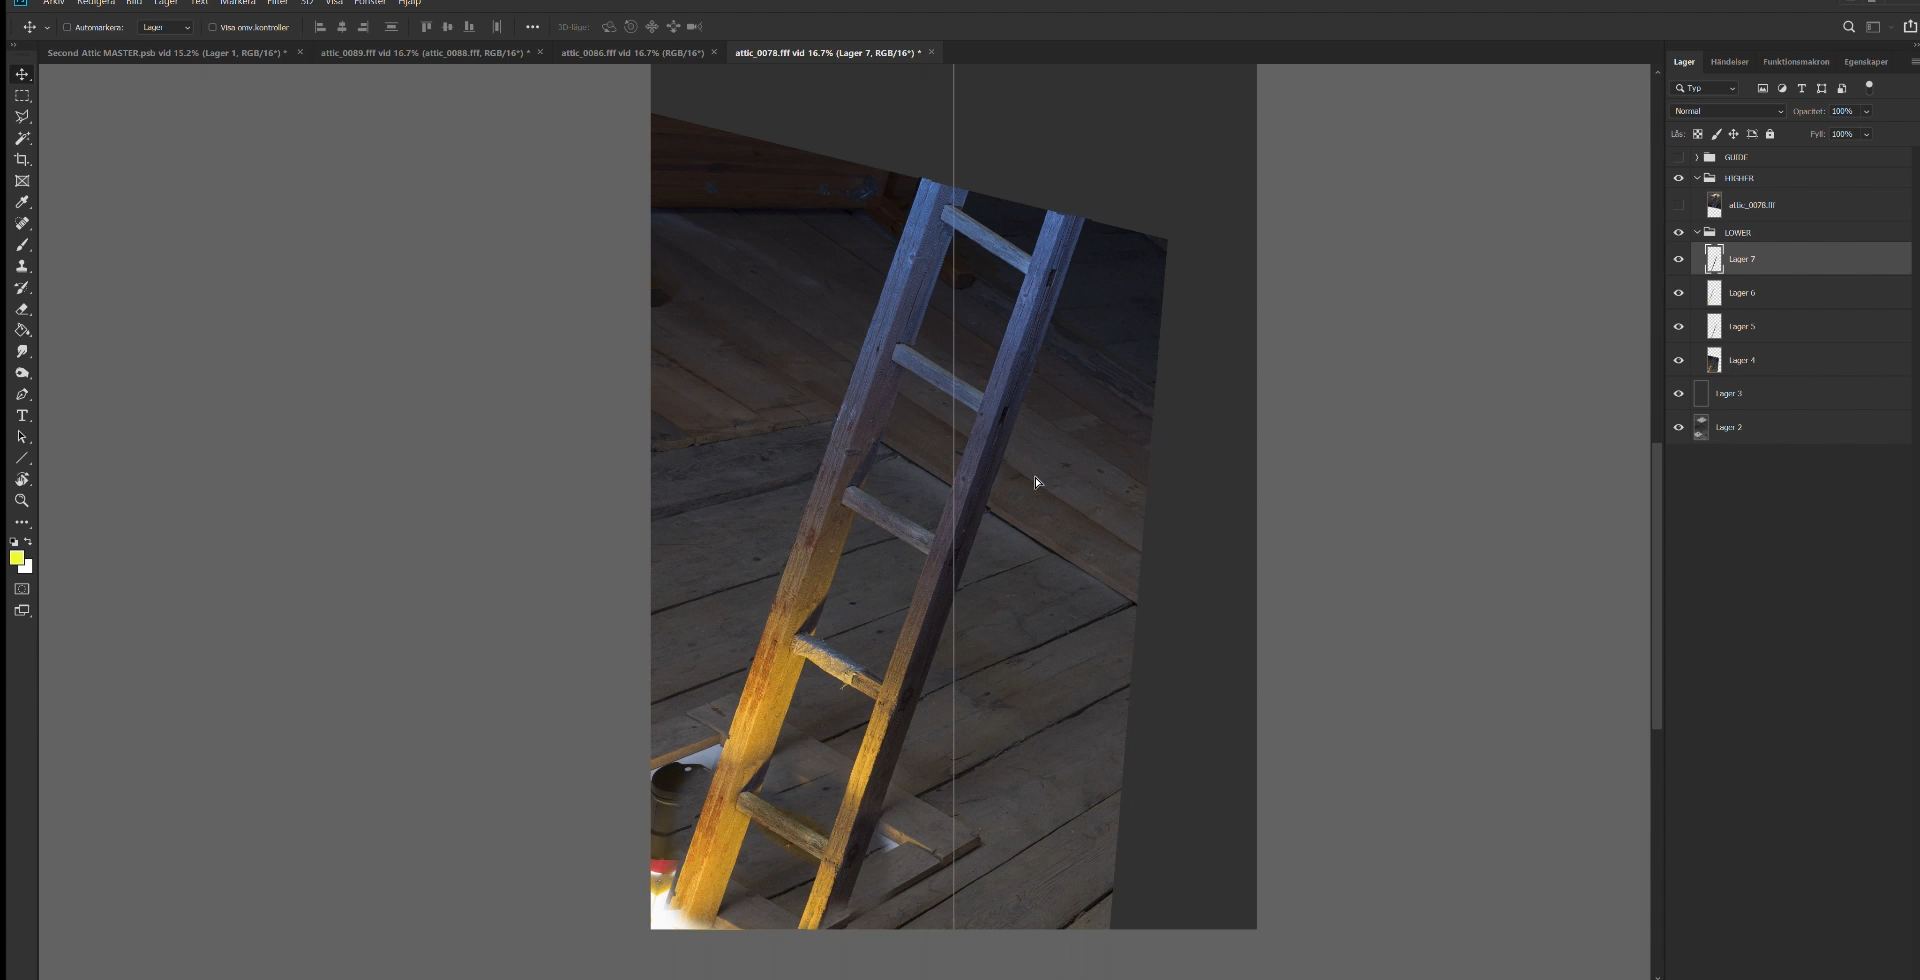 Arkiv Redigera Bild Lager Text Markera Filter 3D Visa Fönster Hjälp
Automarkera: Lager Visa omv.kontroller 3D-läge:
Second Attic MASTER.psb vid 15.2% (Lager 1, RGB/16*) * attic_0089.fff vid 16.7% (attic_0088.fff, RGB/16*) * attic_0086.fff vid 16.7% (RGB/16*) attic_0078.fff vid 16.7% (Lager 7, RGB/16*) *
Lager Händelser Funktionsmakron Egenskaper
Typ
Normal Opacitet: 100%
Lås: Fyll: 100%
GUIDE
HIGHER
attic_0078.fff
LOWER
Lager 7
Lager 6
Lager 5
Lager 4
Lager 3
Lager 2